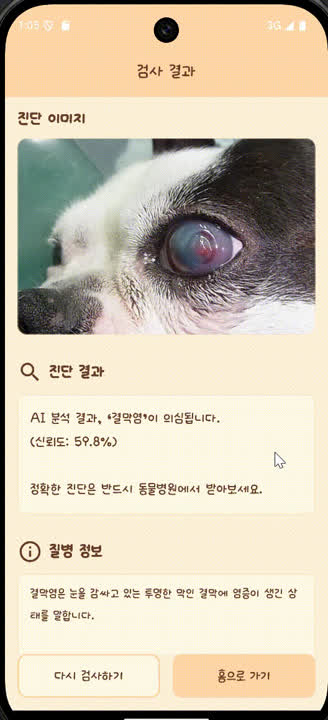 1:05
3G
검사 결과
진단 이미지
진단 결과
AI 분석 결과, '결막염'이 의심됩니다.
(신뢰도: 59.8%)
정확한 진단은 반드시 동물병원에서 받아보세요.
질병 정보
결막염은 눈을 감싸고 있는 투명한 막인 결막에 염증이 생긴 상
태를 말합니다.
다시 검사하기
홈으로 가기